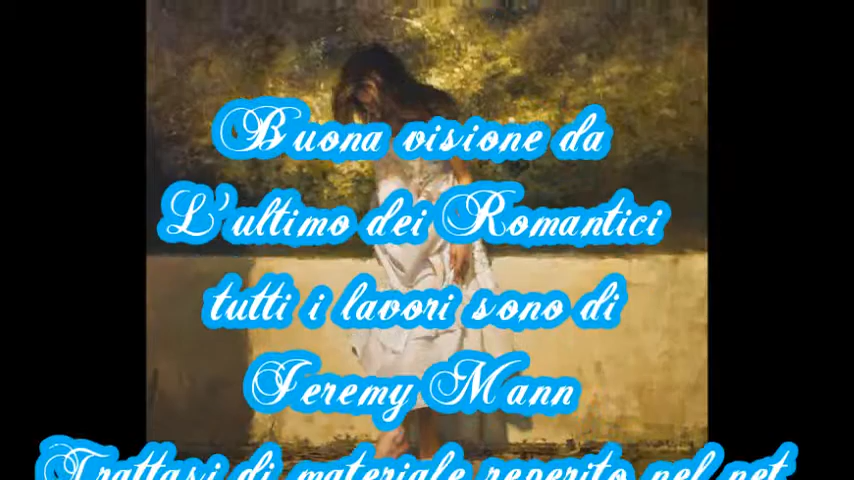 Buona visione da
L'ultimo dei Romantici
tutti i lavori sono di
Jeremy Mann
Trattasi di materiale reperito nel net